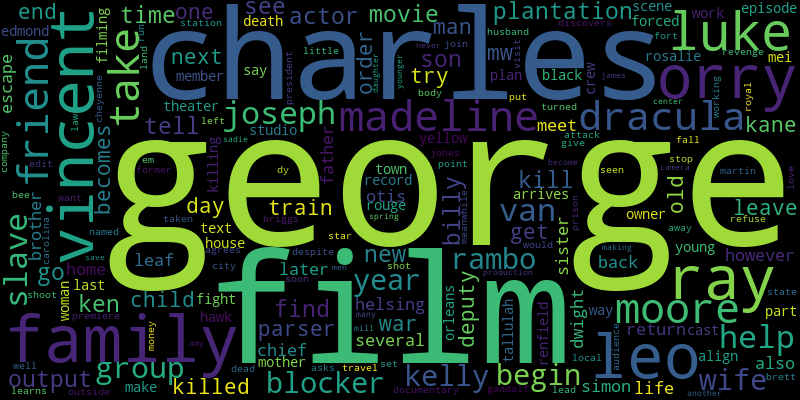 edmond end time one actor movie see plantation scene episode
friend vincent take charles luke
escape filming next say order man forced work rosalie mei
member death husband son mw plan black crew try orry
theater joseph madeline dracula kane
company law cheyenne becomes tell studio killing father yellow town meet attack give
slave brother carolina george
edit bee want named day train text house left sadie em former dy jones record otis rouge spring point billy meanwhile kill van get arrives sister owner old leave
taken briggs star despite agrees leaf city
go home last woman ken child fight later new year film rambo ray moore
save shoot premiere money hawk find helsing war several parser chief mother orleans deputy tallulah renfield dwight
family group output blocker kelly begin leo help wife
learns well make outside amy killed dead asks travel set documentary gandalf lead simon life another brett
station run land president little daughter younger never join body put visit turned discovers james center revenge fort working royal
fall stop camera martin love away refuse seen become would making young however
back way local audience return cast align also part state
soon men many mill shot production